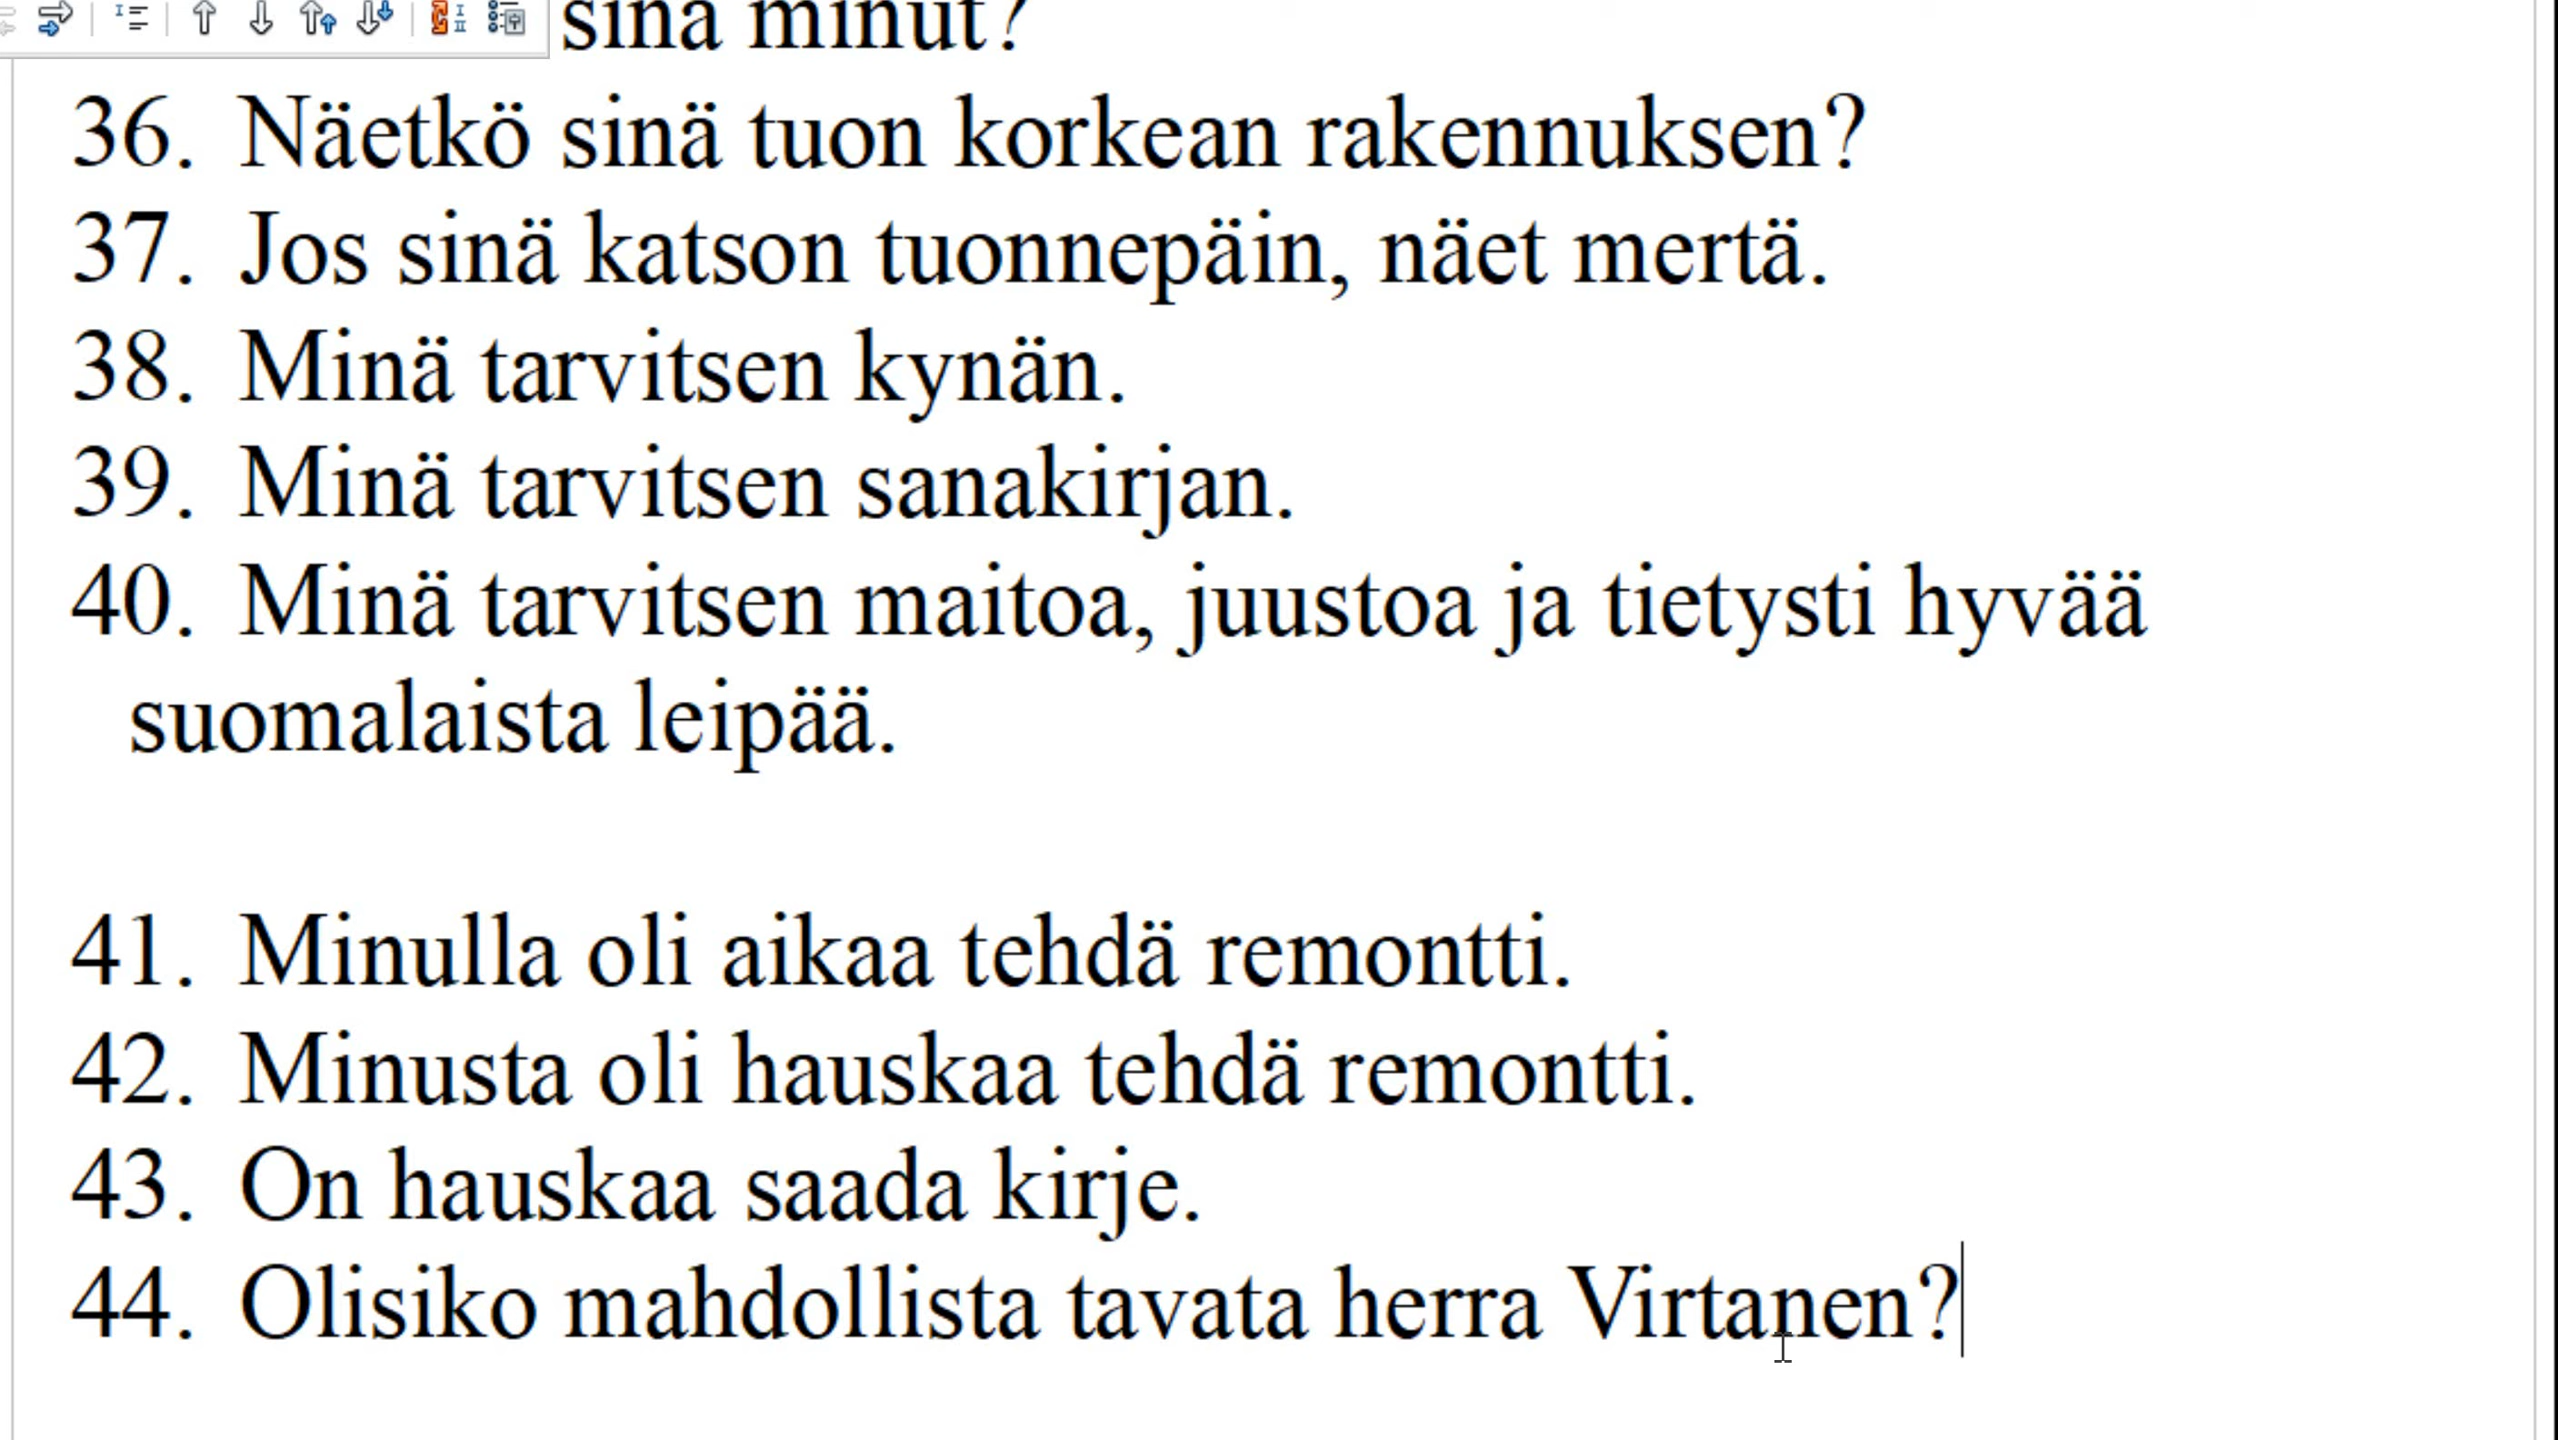 sinä minut?
36. Näetkö sinä tuon korkean rakennuksen?
37. Jos sinä katson tuonnepäin, näet mertä.
38. Minä tarvitsen kynän.
39. Minä tarvitsen sanakirjan.
40. Minä tarvitsen maitoa, juustoa ja tietysti hyvää
suomalaista leipää.
41. Minulla oli aikaa tehdä remontti.
42. Minusta oli hauskaa tehdä remontti.
43. On hauskaa saada kirje.
44. Olisiko mahdollista tavata herra Virtanen?